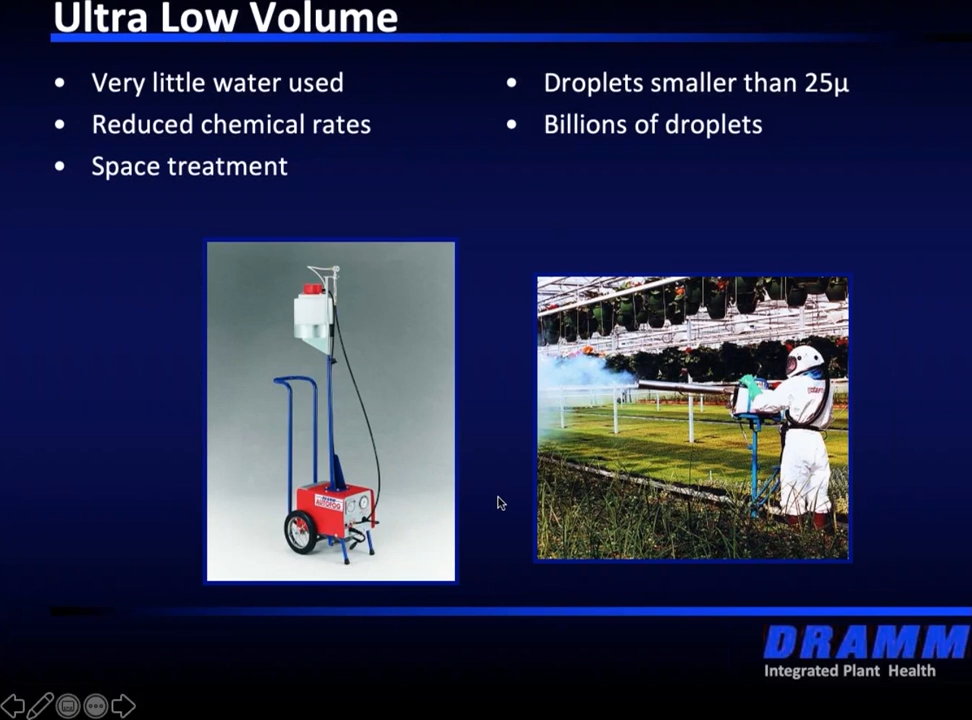 Ultra Low Volume
• Very little water used
• Reduced chemical rates
• Space treatment
• Droplets smaller than 25µ
• Billions of droplets
AUTOFOG
DRAMM
Integrated Plant Health